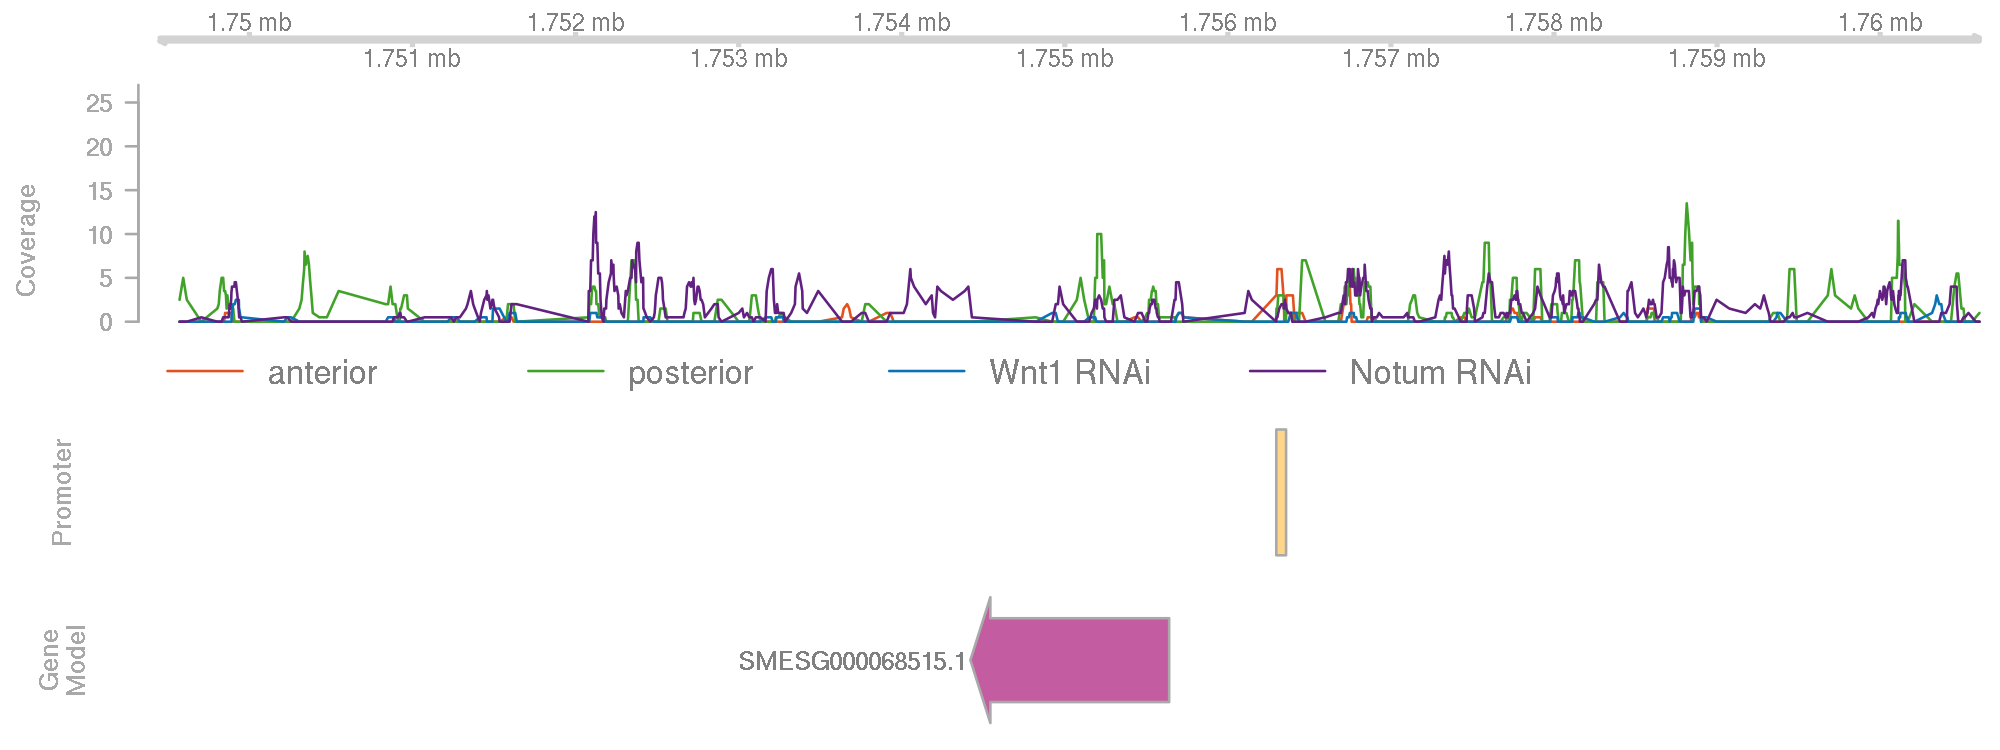 1.75 mb 1.752 mb 1.754 mb 1.756 mb 1.758 mb 1.76 mb
1.751 mb 1.753 mb 1.755 mb 1.757 mb 1.759 mb
Coverage
25
20
15
10
5
0
anterior posterior Wnt1 RNAi Notum RNAi
Promoter
Gene
Model
SMESG000068515.1